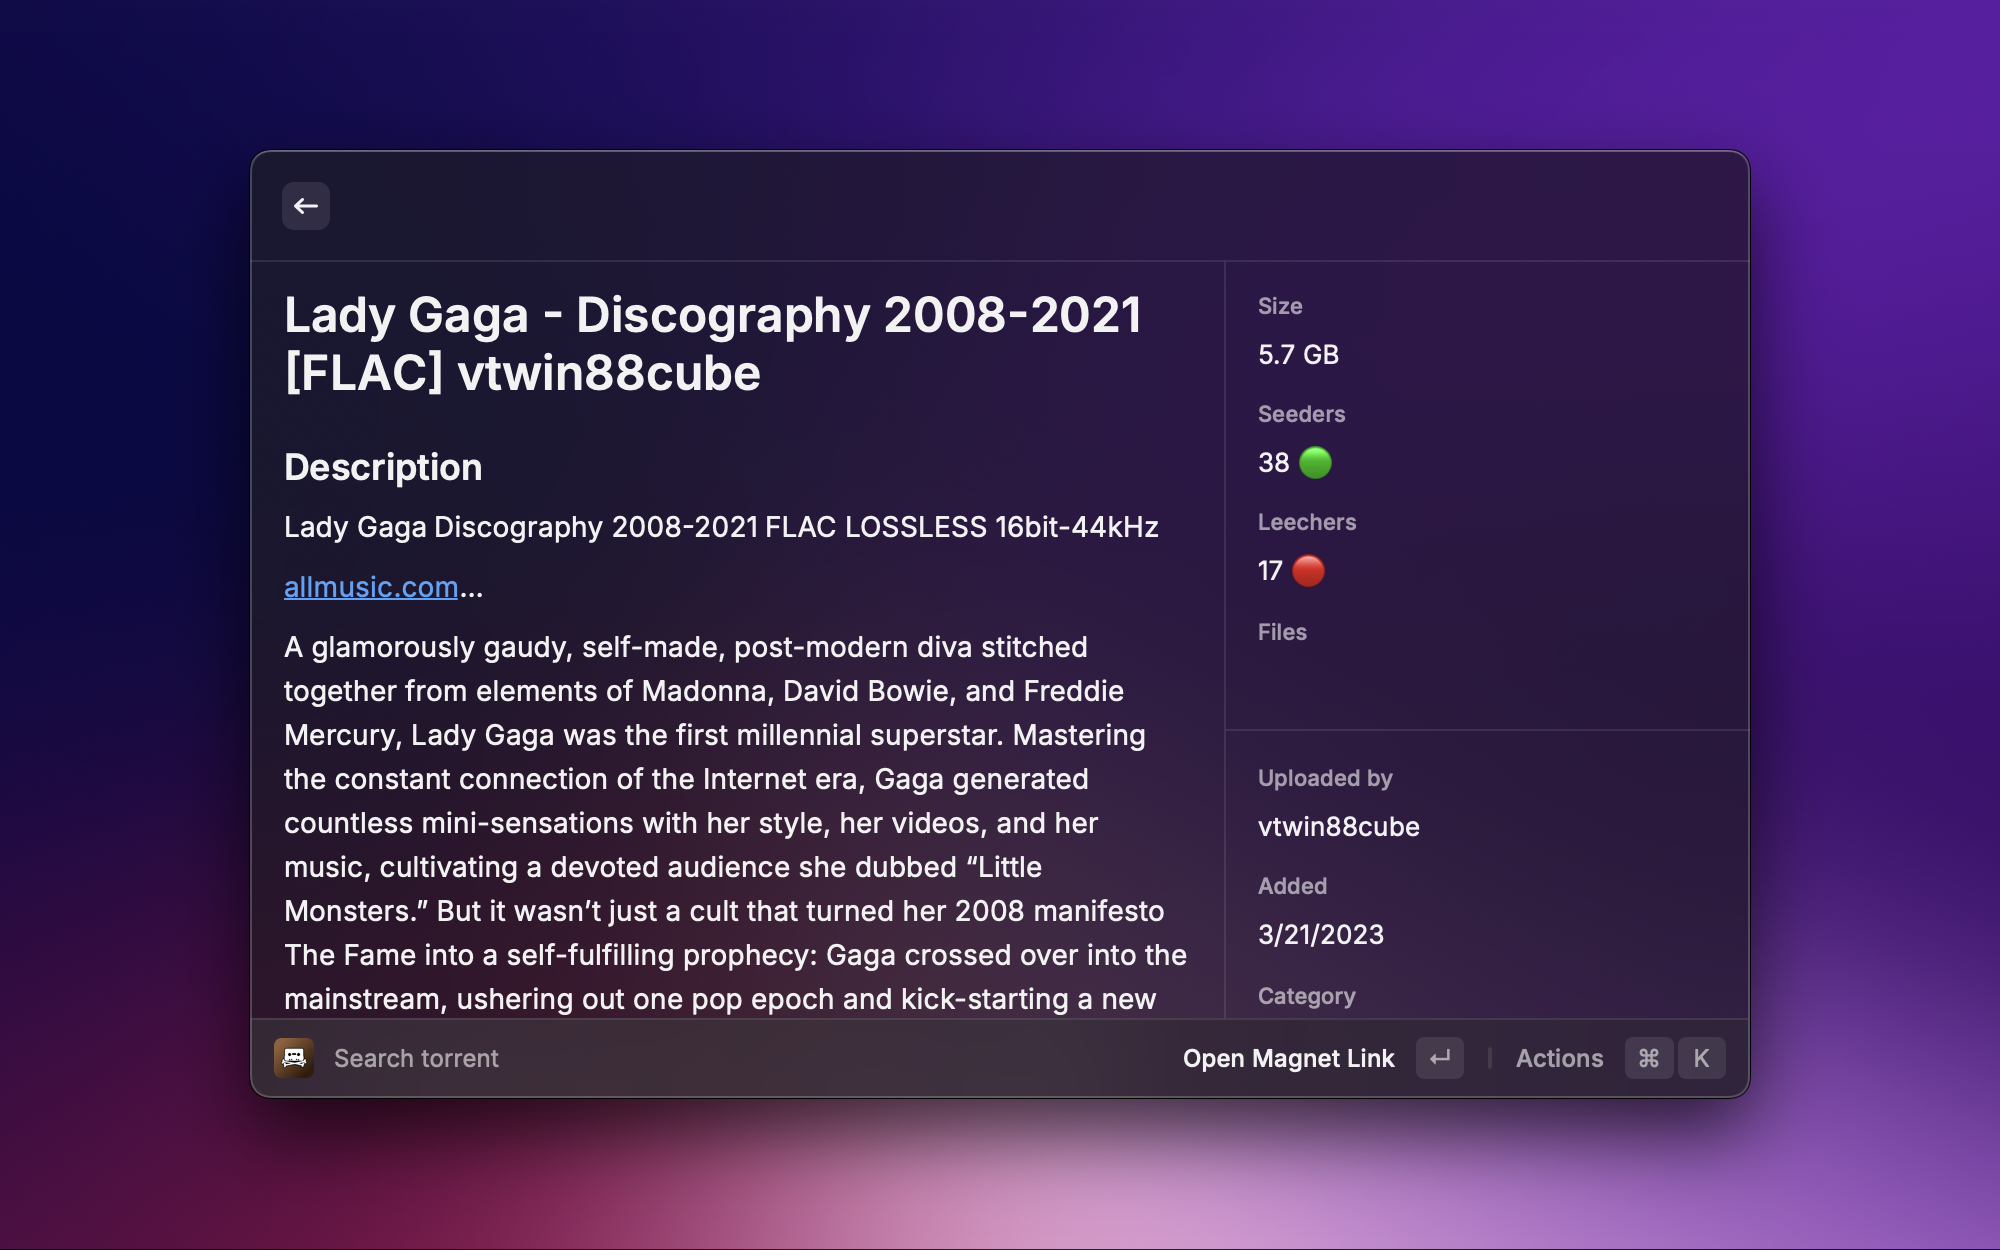 Lady Gaga - Discography 2008-2021
[FLAC] vtwin88cube
Description
Lady Gaga Discography 2008-2021 FLAC LOSSLESS 16bit-44kHz
allmusic.com...
A glamorously gaudy, self-made, post-modern diva stitched
together from elements of Madonna, David Bowie, and Freddie
Mercury, Lady Gaga was the first millennial superstar. Mastering
the constant connection of the Internet era, Gaga generated
countless mini-sensations with her style, her videos, and her
music, cultivating a devoted audience she dubbed “Little
Monsters.” But it wasn’t just a cult that turned her 2008 manifesto
The Fame into a self-fulfilling prophecy: Gaga crossed over into the
mainstream, ushering out one pop epoch and kick-starting a new
Size
5.7 GB
Seeders
38
Leechers
17
Files
Uploaded by
vtwin88cube
Added
3/21/2023
Category
Search torrent
Open Magnet Link ↵
Actions ⌘ K